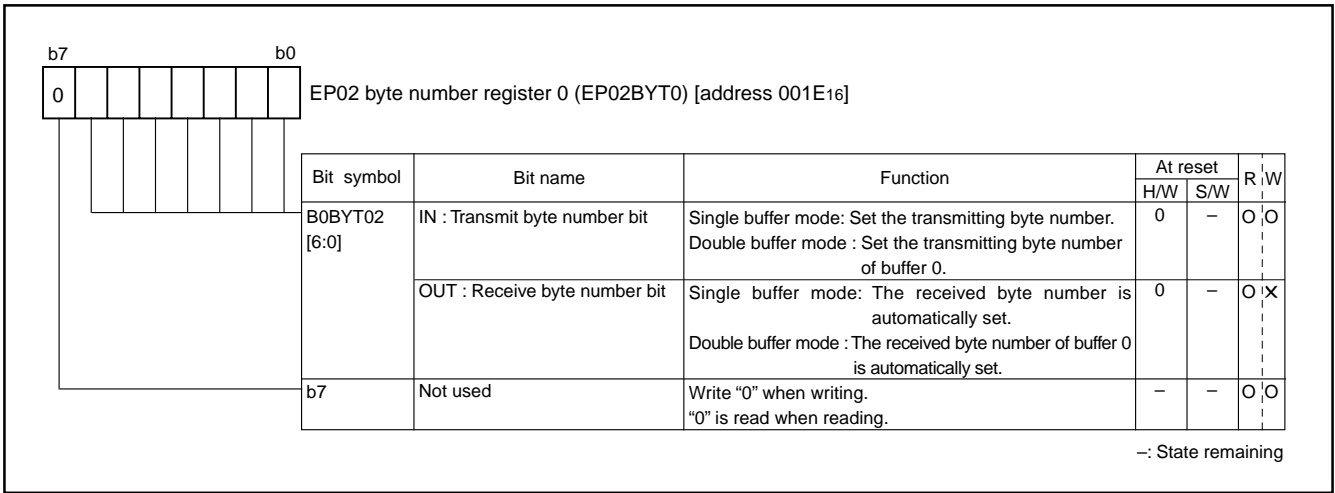 b7 b0
0
EP02 byte number register 0 (EP02BYT0) [address 001E16]
Bit symbol Bit name Function At reset R W
H/W S/W
B0BYT02 IN : Transmit byte number bit Single buffer mode: Set the transmitting byte number. 0 – O O
[6:0] Double buffer mode : Set the transmitting byte number
of buffer 0.
OUT : Receive byte number bit Single buffer mode: The received byte number is 0 – O ×
automatically set.
Double buffer mode : The received byte number of buffer 0
is automatically set.
b7 Not used Write “0” when writing. – – O O
“0” is read when reading.
–: State remaining